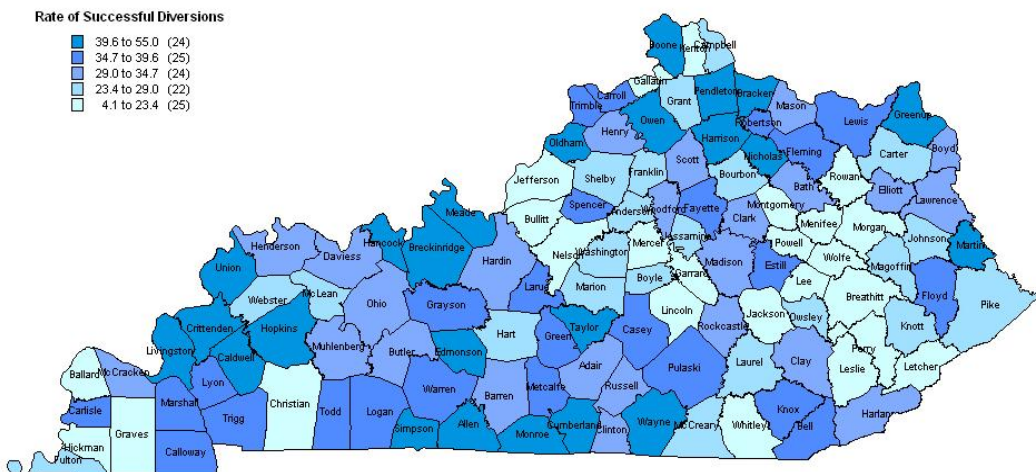 Rate of Successful Diversions
39.6 to 55.0 (24)
34.7 to 39.6 (25)
29.0 to 34.7 (24)
23.4 to 29.0 (22)
4.1 to 23.4 (25)
Boone Kenton Campbell
Gallatin
Carroll Grant Pendleton Bracken
Trimble Owen Mason
Robertson Lewis Greenup
Henry Harrison
Oldham Nicholas Fleming Boyd
Scott Carter
Jefferson Shelby Franklin Bourbon Rowan
Bath Elliott
Spencer Anderson Woodford Fayette Montgomery Lawrence
Bullitt Clark Menifee Morgan
Meade Jessamine Johnson Martin
Hancock Breckinridge Nelson Washington Mercer Powell
Henderson Daviess Wolfe
Union Hardin Madison Estill Magoffin
Marion Boyle Garrard Lee Floyd
Webster McLean Larue Breathitt Pike
Ohio Grayson Lincoln Jackson Owsley
Crittenden Hopkins Hart Taylor Casey Rockcastle Knott
Livingston Caldwell Muhlenberg Butler Edmonson Green
Adair Laurel Clay Perry
Ballard McCracken Lyon Pulaski Leslie Letcher
Warren Metcalfe Russell
Carlisle Marshall Christian Todd Logan Barren
Trigg Knox Harlan
Graves Simpson Allen Monroe Cumberland Clinton Wayne McCreary Whitley Bell
Hickman Calloway
Fulton